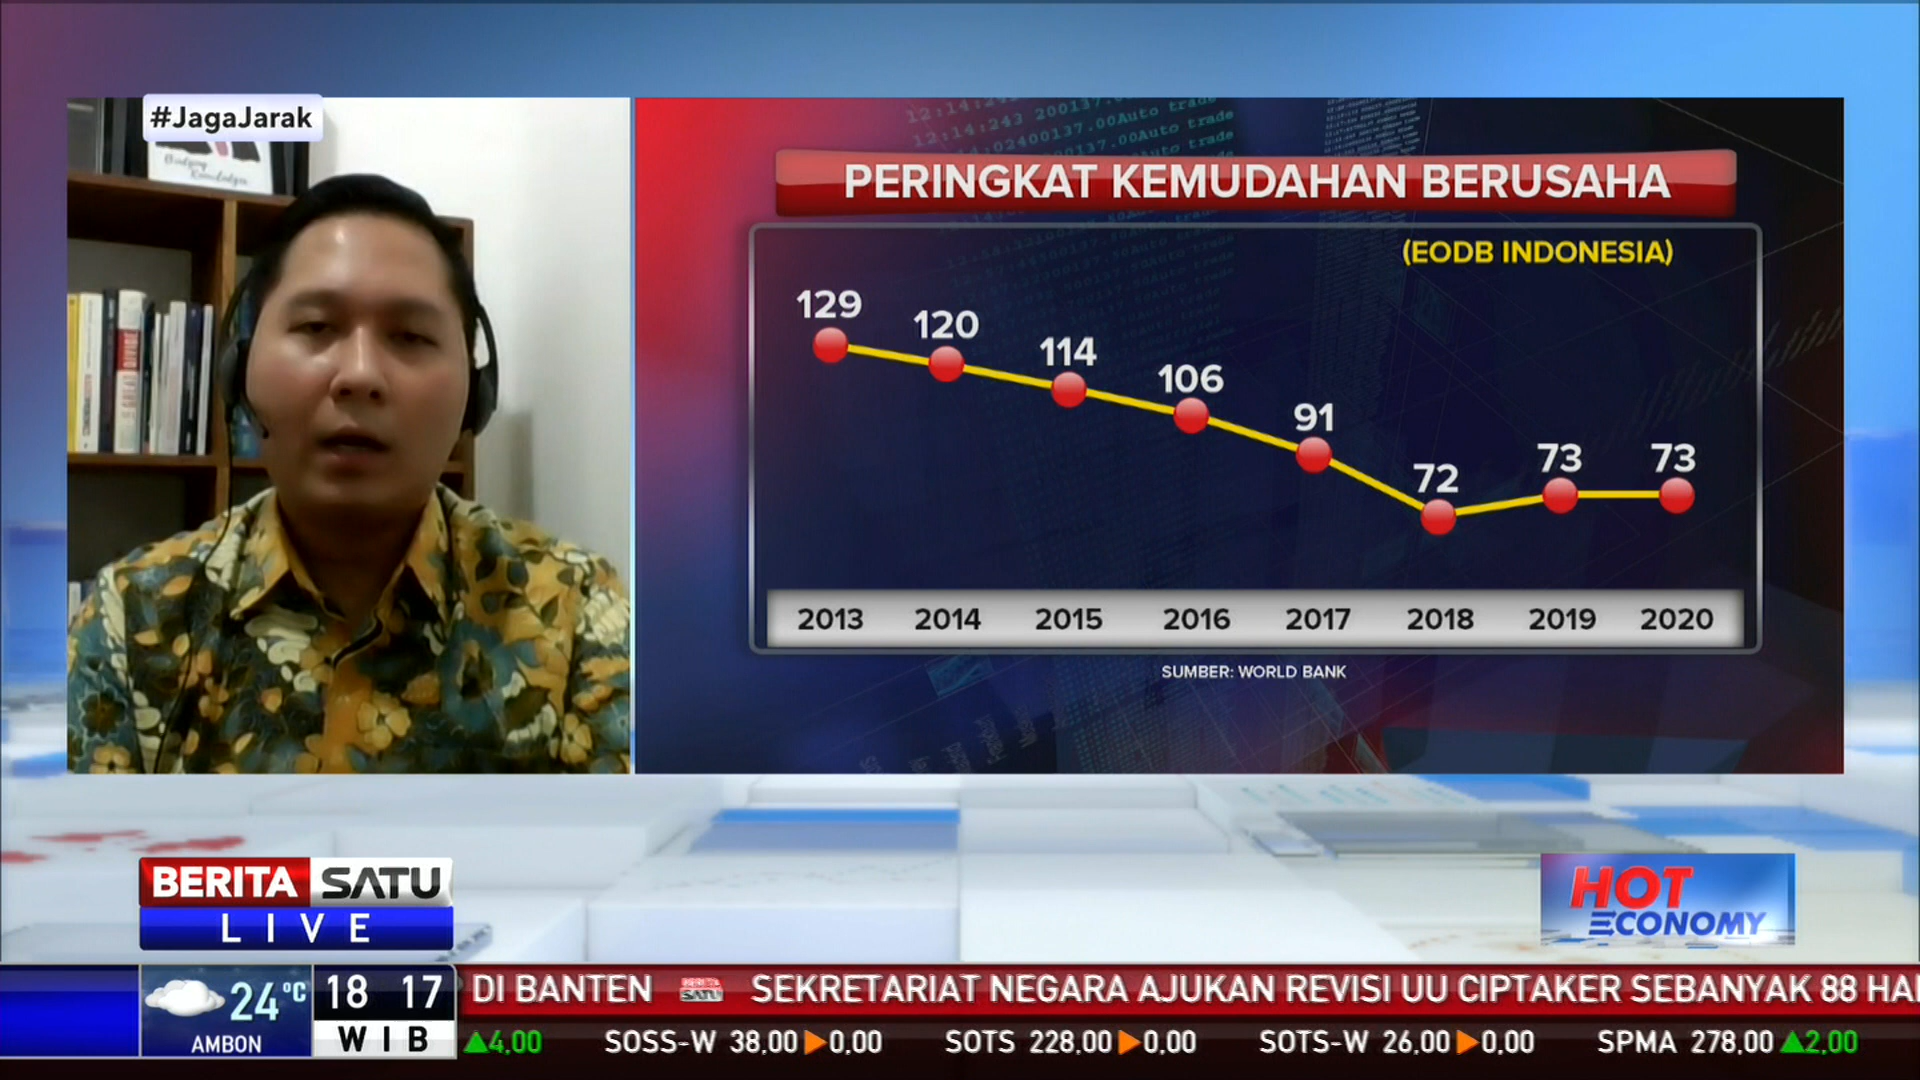 #JagaJarak
PERINGKAT KEMUDAHAN BERUSAHA
(EODB INDONESIA)
129
120
114
106
91
72
73
73
2013 2014 2015 2016 2017 2018 2019 2020
SUMBER: WORLD BANK
BERITA SATU
LIVE
HOT
ECONOMY
24°C
AMBON
18 17
WIB
DI BANTEN BERITA SATU SEKRETARIAT NEGARA AJUKAN REVISI UU CIPTAKER SEBANYAK 88 HA
▲4,00 SOSS-W 38,00 ▶0,00 SOTS 228,00 ▶0,00 SOTS-W 26,00 ▶0,00 SPMA 278,00 ▲2,00